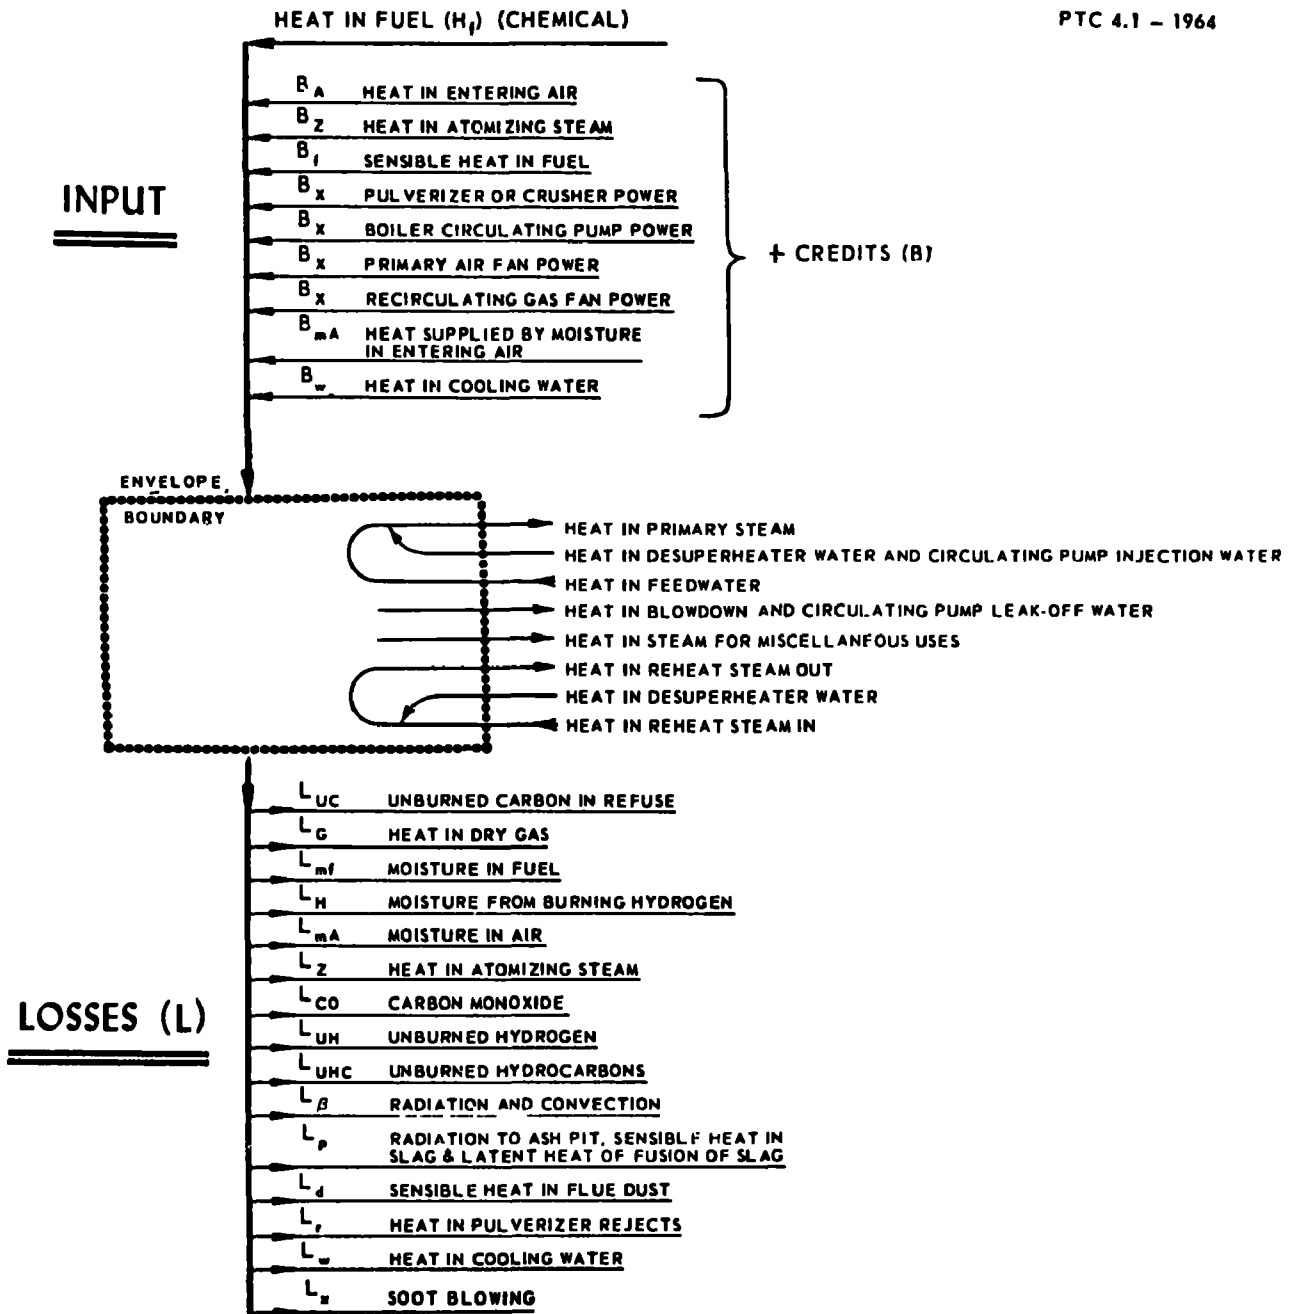 HEAT IN FUEL (Hf) (CHEMICAL)
PTC 4.1 – 1964
BA HEAT IN ENTERING AIR
BZ HEAT IN ATOMIZING STEAM
Bf SENSIBLE HEAT IN FUEL
INPUT
BX PULVERIZER OR CRUSHER POWER
BX BOILER CIRCULATING PUMP POWER
+ CREDITS (B)
BX PRIMARY AIR FAN POWER
BX RECIRCULATING GAS FAN POWER
BmA HEAT SUPPLIED BY MOISTURE
IN ENTERING AIR
Bw HEAT IN COOLING WATER
ENVELOPE
BOUNDARY
HEAT IN PRIMARY STEAM
HEAT IN DESUPERHEATER WATER AND CIRCULATING PUMP INJECTION WATER
HEAT IN FEEDWATER
HEAT IN BLOWDOWN AND CIRCULATING PUMP LEAK-OFF WATER
HEAT IN STEAM FOR MISCELLANEOUS USES
HEAT IN REHEAT STEAM OUT
HEAT IN DESUPERHEATER WATER
HEAT IN REHEAT STEAM IN
LUC UNBURNED CARBON IN REFUSE
LG HEAT IN DRY GAS
Lmf MOISTURE IN FUEL
LH MOISTURE FROM BURNING HYDROGEN
LmA MOISTURE IN AIR
LZ HEAT IN ATOMIZING STEAM
LCO CARBON MONOXIDE
LOSSES (L)
LUH UNBURNED HYDROGEN
LUHC UNBURNED HYDROCARBONS
Lβ RADIATION AND CONVECTION
Lp RADIATION TO ASH PIT, SENSIBLE HEAT IN
SLAG & LATENT HEAT OF FUSION OF SLAG
Ld SENSIBLE HEAT IN FLUE DUST
Lr HEAT IN PULVERIZER REJECTS
Lw HEAT IN COOLING WATER
Lx SOOT BLOWING